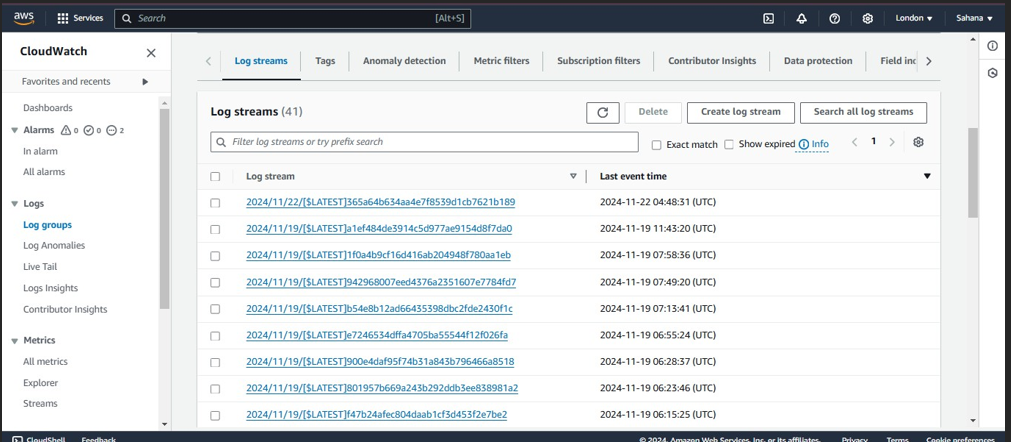 aws Services Search [Alt+S] London Sahana
CloudWatch
Favorites and recents
Dashboards
Alarms 0 0 2
In alarm
All alarms
Logs
Log groups
Log Anomalies
Live Tail
Logs Insights
Contributor Insights
Metrics
All metrics
Explorer
Streams
Log streams Tags Anomaly detection Metric filters Subscription filters Contributor Insights Data protection Field
Log streams (41) Delete Create log stream Search all log streams
Filter log streams or try prefix search Exact match Show expired Info 1
Log stream Last event time
2024/11/22/[$LATEST]365a64b634aa4e7f8539d1cb7621b189 2024-11-22 04:48:31 (UTC)
2024/11/19/[$LATEST]a1ef484de3914c5d977ae9154d8f7da0 2024-11-19 11:43:20 (UTC)
2024/11/19/[$LATEST]1f0a4b9cf16d416ab204948f780aa1eb 2024-11-19 07:58:36 (UTC)
2024/11/19/[$LATEST]942968007eed4376a2351607e7784fd7 2024-11-19 07:49:20 (UTC)
2024/11/19/[$LATEST]b54e8b12ad66435398dbc2fde2430f1c 2024-11-19 07:13:41 (UTC)
2024/11/19/[$LATEST]e7246534dffa4705ba55544f12f026fa 2024-11-19 06:55:24 (UTC)
2024/11/19/[$LATEST]900e4daf95f74b31a843b796466a8518 2024-11-19 06:28:37 (UTC)
2024/11/19/[$LATEST]801957b669a243b292ddb3ee838981a2 2024-11-19 06:23:46 (UTC)
2024/11/19/[$LATEST]f47b24afec804daab1cf3d453f2e7be2 2024-11-19 06:15:25 (UTC)
CloudShell Feedback © 2024, Amazon Web Services, Inc. or its affiliates. Privacy Terms Cookie preferences